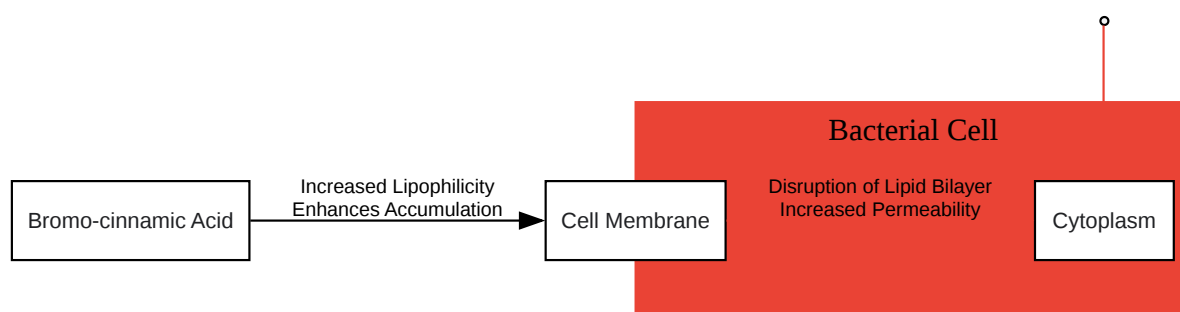 Bacterial Cell
Bromo-cinnamic Acid
Increased Lipophilicity
Enhances Accumulation
Cell Membrane
Disruption of Lipid Bilayer
Increased Permeability
Cytoplasm